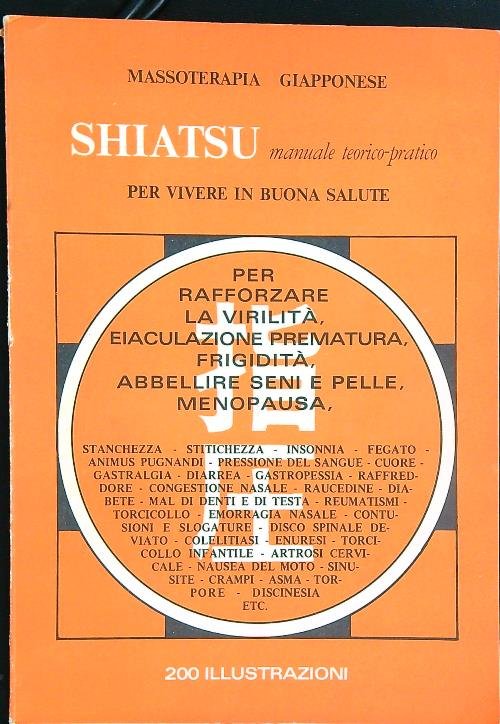 MASSOTERAPIA GIAPPONESE
SHIATSU manuale teorico-pratico
PER VIVERE IN BUONA SALUTE
PER
RAFFORZARE
LA VIRILITÀ,
EIACULAZIONE PREMATURA,
FRIGIDITÀ,
ABBELLIRE SENI E PELLE,
MENOPAUSA,
STANCHEZZA - STITICHEZZA - INSONNIA - FEGATO -
ANIMUS PUGNANDI - PRESSIONE DEL SANGUE - CUORE -
GASTRALGIA - DIARREA - GASTROPESSIA - RAFFRED-
DORE - CONGESTIONE NASALE - RAUCEDINE - DIA-
BETE - MAL DI DENTI E DI TESTA - REUMATISMI -
TORCICOLLO - EMORRAGIA NASALE - CONTU-
SIONI E SLOGATURE - DISCO SPINALE DE-
VIATO - COLELITIASI - ENURESI - TORCI-
COLLO INFANTILE - ARTROSI CERVI-
CALE - NAUSEA DEL MOTO - SINU-
SITE - CRAMPI - ASMA - TOR-
PORE - DISCINESIA
ETC.
指
圧
200 ILLUSTRAZIONI